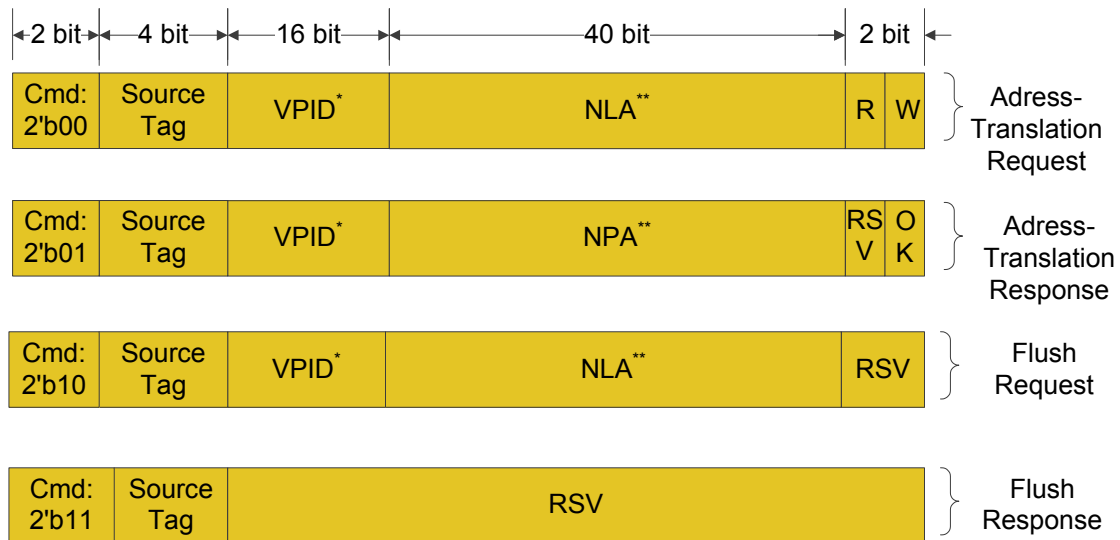 2 bit 4 bit 16 bit 40 bit 2 bit
Cmd:
2'b00
Source
Tag
VPID*
NLA**
R
W
Adress-
Translation
Request
Cmd:
2'b01
Source
Tag
VPID*
NPA**
RS
V
O
K
Adress-
Translation
Response
Cmd:
2'b10
Source
Tag
VPID*
NLA**
RSV
Flush
Request
Cmd:
2'b11
Source
Tag
RSV
Flush
Response